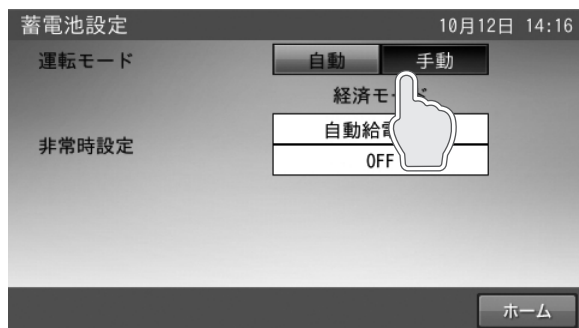 蓄電池設定 10月12日 14:16
運転モード 自動 手動
経済モ
非常時設定
自動給
OFF
ホーム